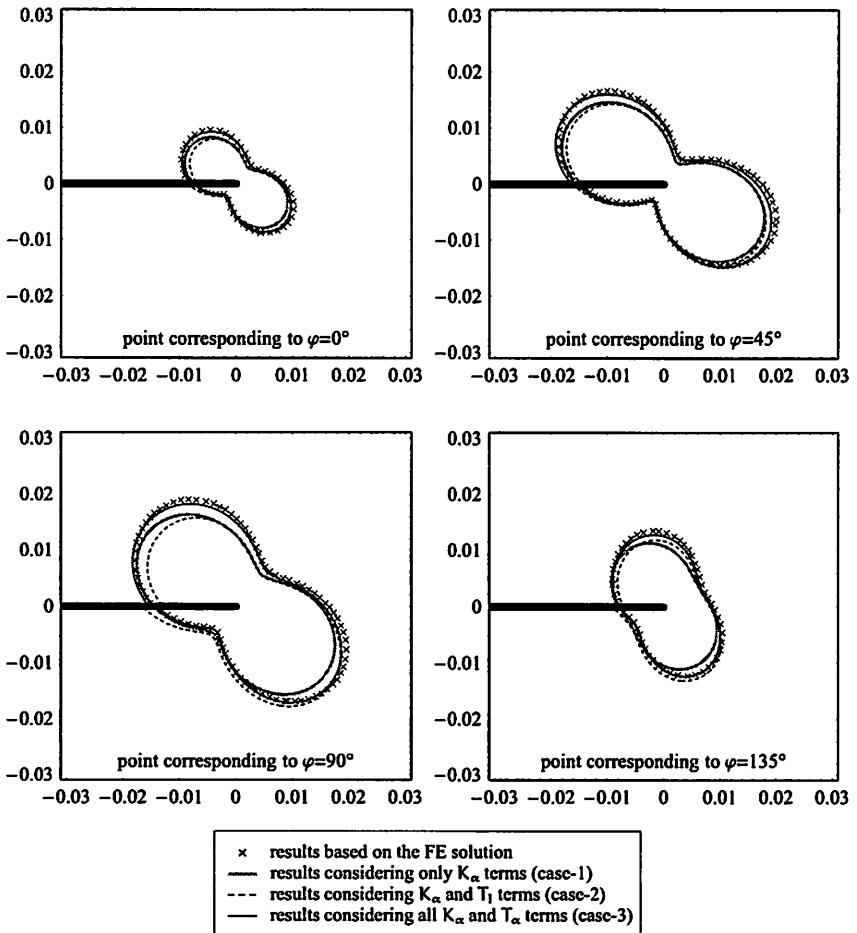 0.03 0.03
0.02 0.02
0.01 0.01
0 0
−0.01 −0.01
−0.02 −0.02
point corresponding to φ=0° point corresponding to φ=45°
−0.03 −0.03
−0.03 −0.02 −0.01 0 0.01 0.02 0.03 −0.03 −0.02 −0.01 0 0.01 0.02 0.03
0.03 0.03
0.02 0.02
0.01 0.01
0 0
−0.01 −0.01
−0.02 −0.02
point corresponding to φ=90° point corresponding to φ=135°
−0.03 −0.03
−0.03 −0.02 −0.01 0 0.01 0.02 0.03 −0.03 −0.02 −0.01 0 0.01 0.02 0.03
× results based on the FE solution
results considering only Kα terms (case-1)
results considering Kα and T₁ terms (case-2)
results considering all Kα and Tα terms (case-3)